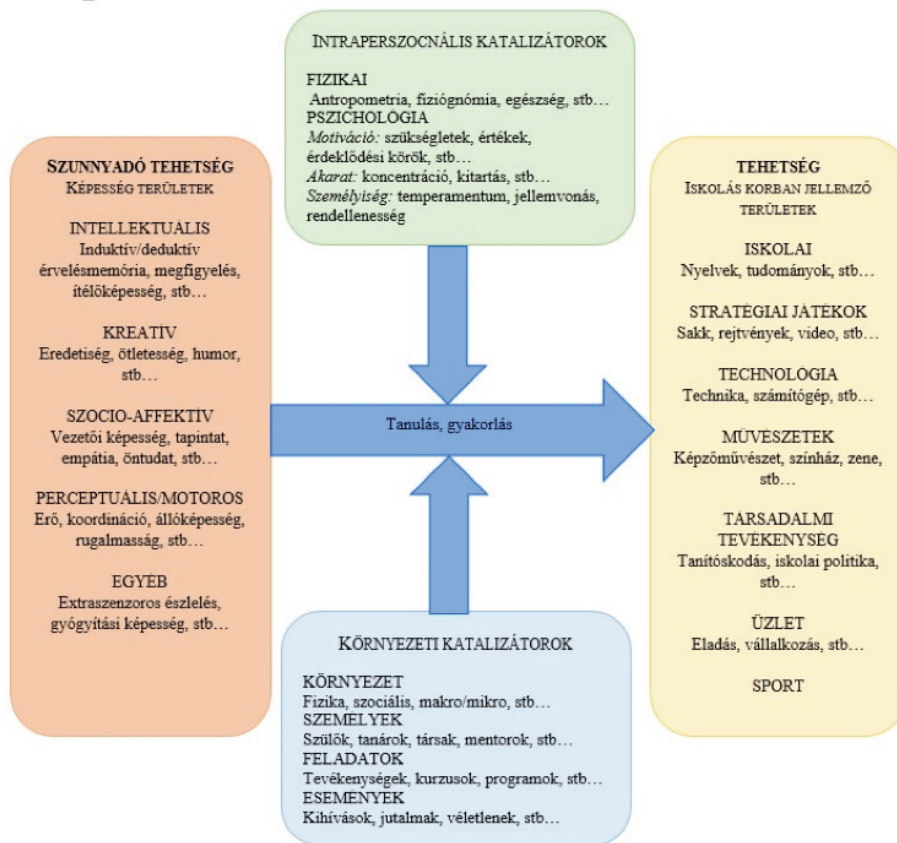 INTRAPERSZOCNÁLIS KATALIZÁTOROK
FIZIKAI
Antropometria, fiziógnómia, egészség, stb…
PSZICHOLÓGIA
Motiváció: szükségletek, értékek,
érdeklődési körök, stb…
Akarat: koncentráció, kitartás, stb…
Személyiség: temperamentum, jellemvonás,
rendellenesség
SZUNNYADÓ TEHETSÉG
KÉPESSÉG TERÜLETEK
INTELLEKTUÁLIS
Induktív/deduktív
érvelésmemória, megfigyelés,
ítélőképesség, stb…
KREATÍV
Eredetiség, ötletesség, humor,
stb…
SZOCIO-AFFEKTÍV
Vezetői képesség, tapintat,
empátia, öntudat, stb…
PERCEPTUÁLIS/MOTOROS
Erő, koordináció, állóképesség,
rugalmasság, stb…
EGYÉB
Extraszenzoros észlelés,
gyógyítási képesség, stb…
Tanulás, gyakorlás
TEHETSÉG
ISKOLÁS KORBAN JELLEMZŐ
TERÜLETEK
ISKOLAI
Nyelvek, tudományok, stb…
STRATÉGIAI JÁTÉKOK
Sakk, rejtvények, video, stb…
TECHNOLÓGIA
Technika, számítógép, stb…
MŰVÉSZETEK
Képzőművészet, színház, zene,
stb…
TÁRSADALMI
TEVÉKENYSÉG
Tanítóskodás, iskolai politika,
stb…
ÜZLET
Eladás, vállalkozás, stb…
SPORT
KÖRNYEZETI KATALIZÁTOROK
KÖRNYEZET
Fizika, szociális, makro/mikro, stb…
SZEMÉLYEK
Szülők, tanárok, társak, mentorok, stb…
FELADATOK
Tevékenységek, kurzusok, programok, stb…
ESEMÉNYEK
Kihívások, jutalmak, véletlenek, stb…